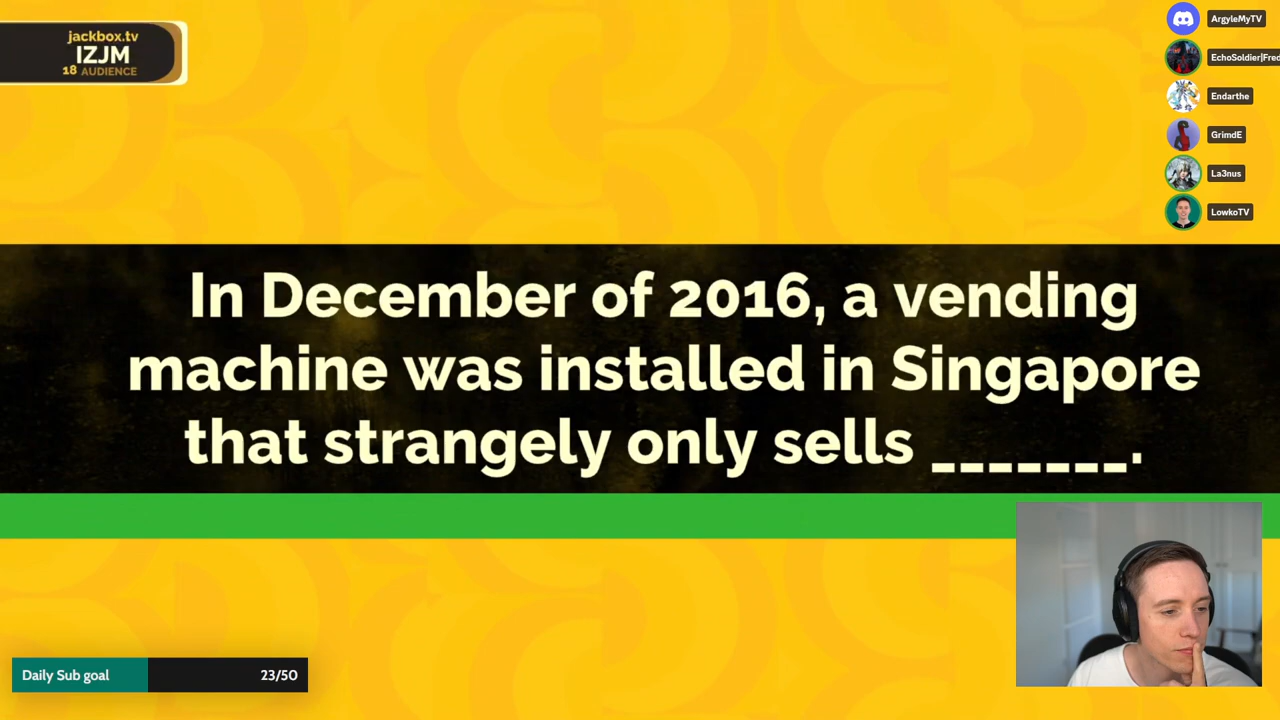 jackbox.tv
IZJM
18 AUDIENCE
ArgyleMyTV
EchoSoldier|Fred
Endarthe
GrimdE
La3nus
LowkoTV
In December of 2016, a vending
machine was installed in Singapore
that strangely only sells _______.
Daily Sub goal 23/50